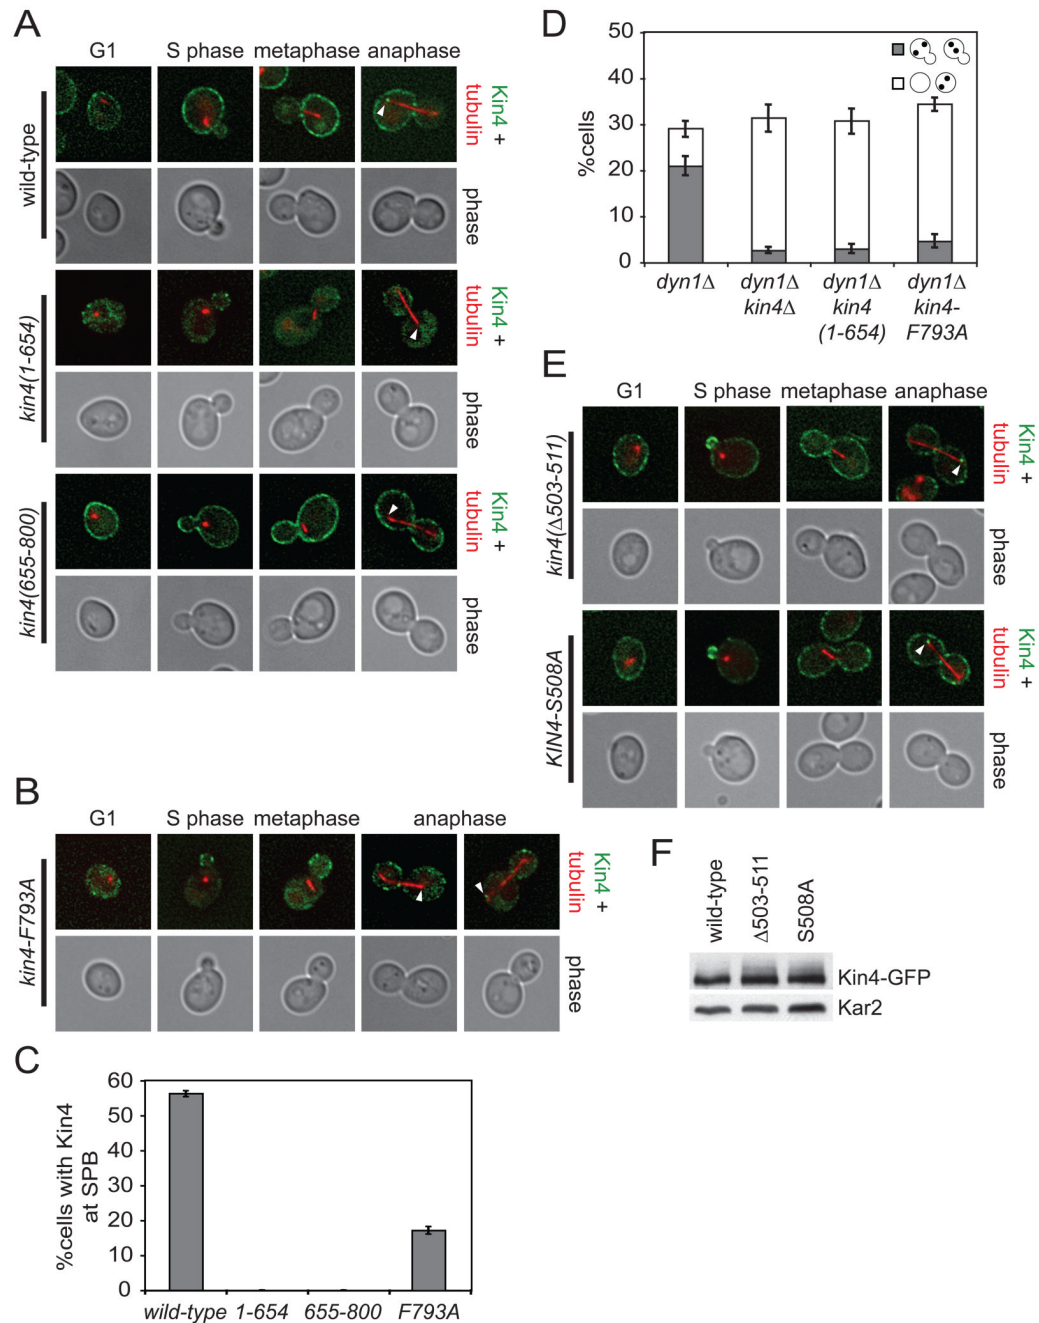 A
G1 S phase metaphase anaphase
wild-type
Kin4 +
tubulin
phase
kin4(1-654)
Kin4 +
tubulin
phase
kin4(655-800)
Kin4 +
tubulin
phase
B
G1 S phase metaphase anaphase
kin4-F793A
Kin4 +
tubulin
phase
C
%cells with Kin4
at SPB
60
50
40
30
20
10
0
wild-type 1-654 655-800 F793A
D
%cells
50
40
30
20
10
0
dyn1Δ dyn1Δ dyn1Δ dyn1Δ
kin4Δ kin4 kin4-
(1-654) F793A
E
G1 S phase metaphase anaphase
kin4(Δ503-511)
Kin4 +
tubulin
phase
KIN4-S508A
Kin4 +
tubulin
phase
F
wild-type
Δ503-511
S508A
Kin4-GFP
Kar2